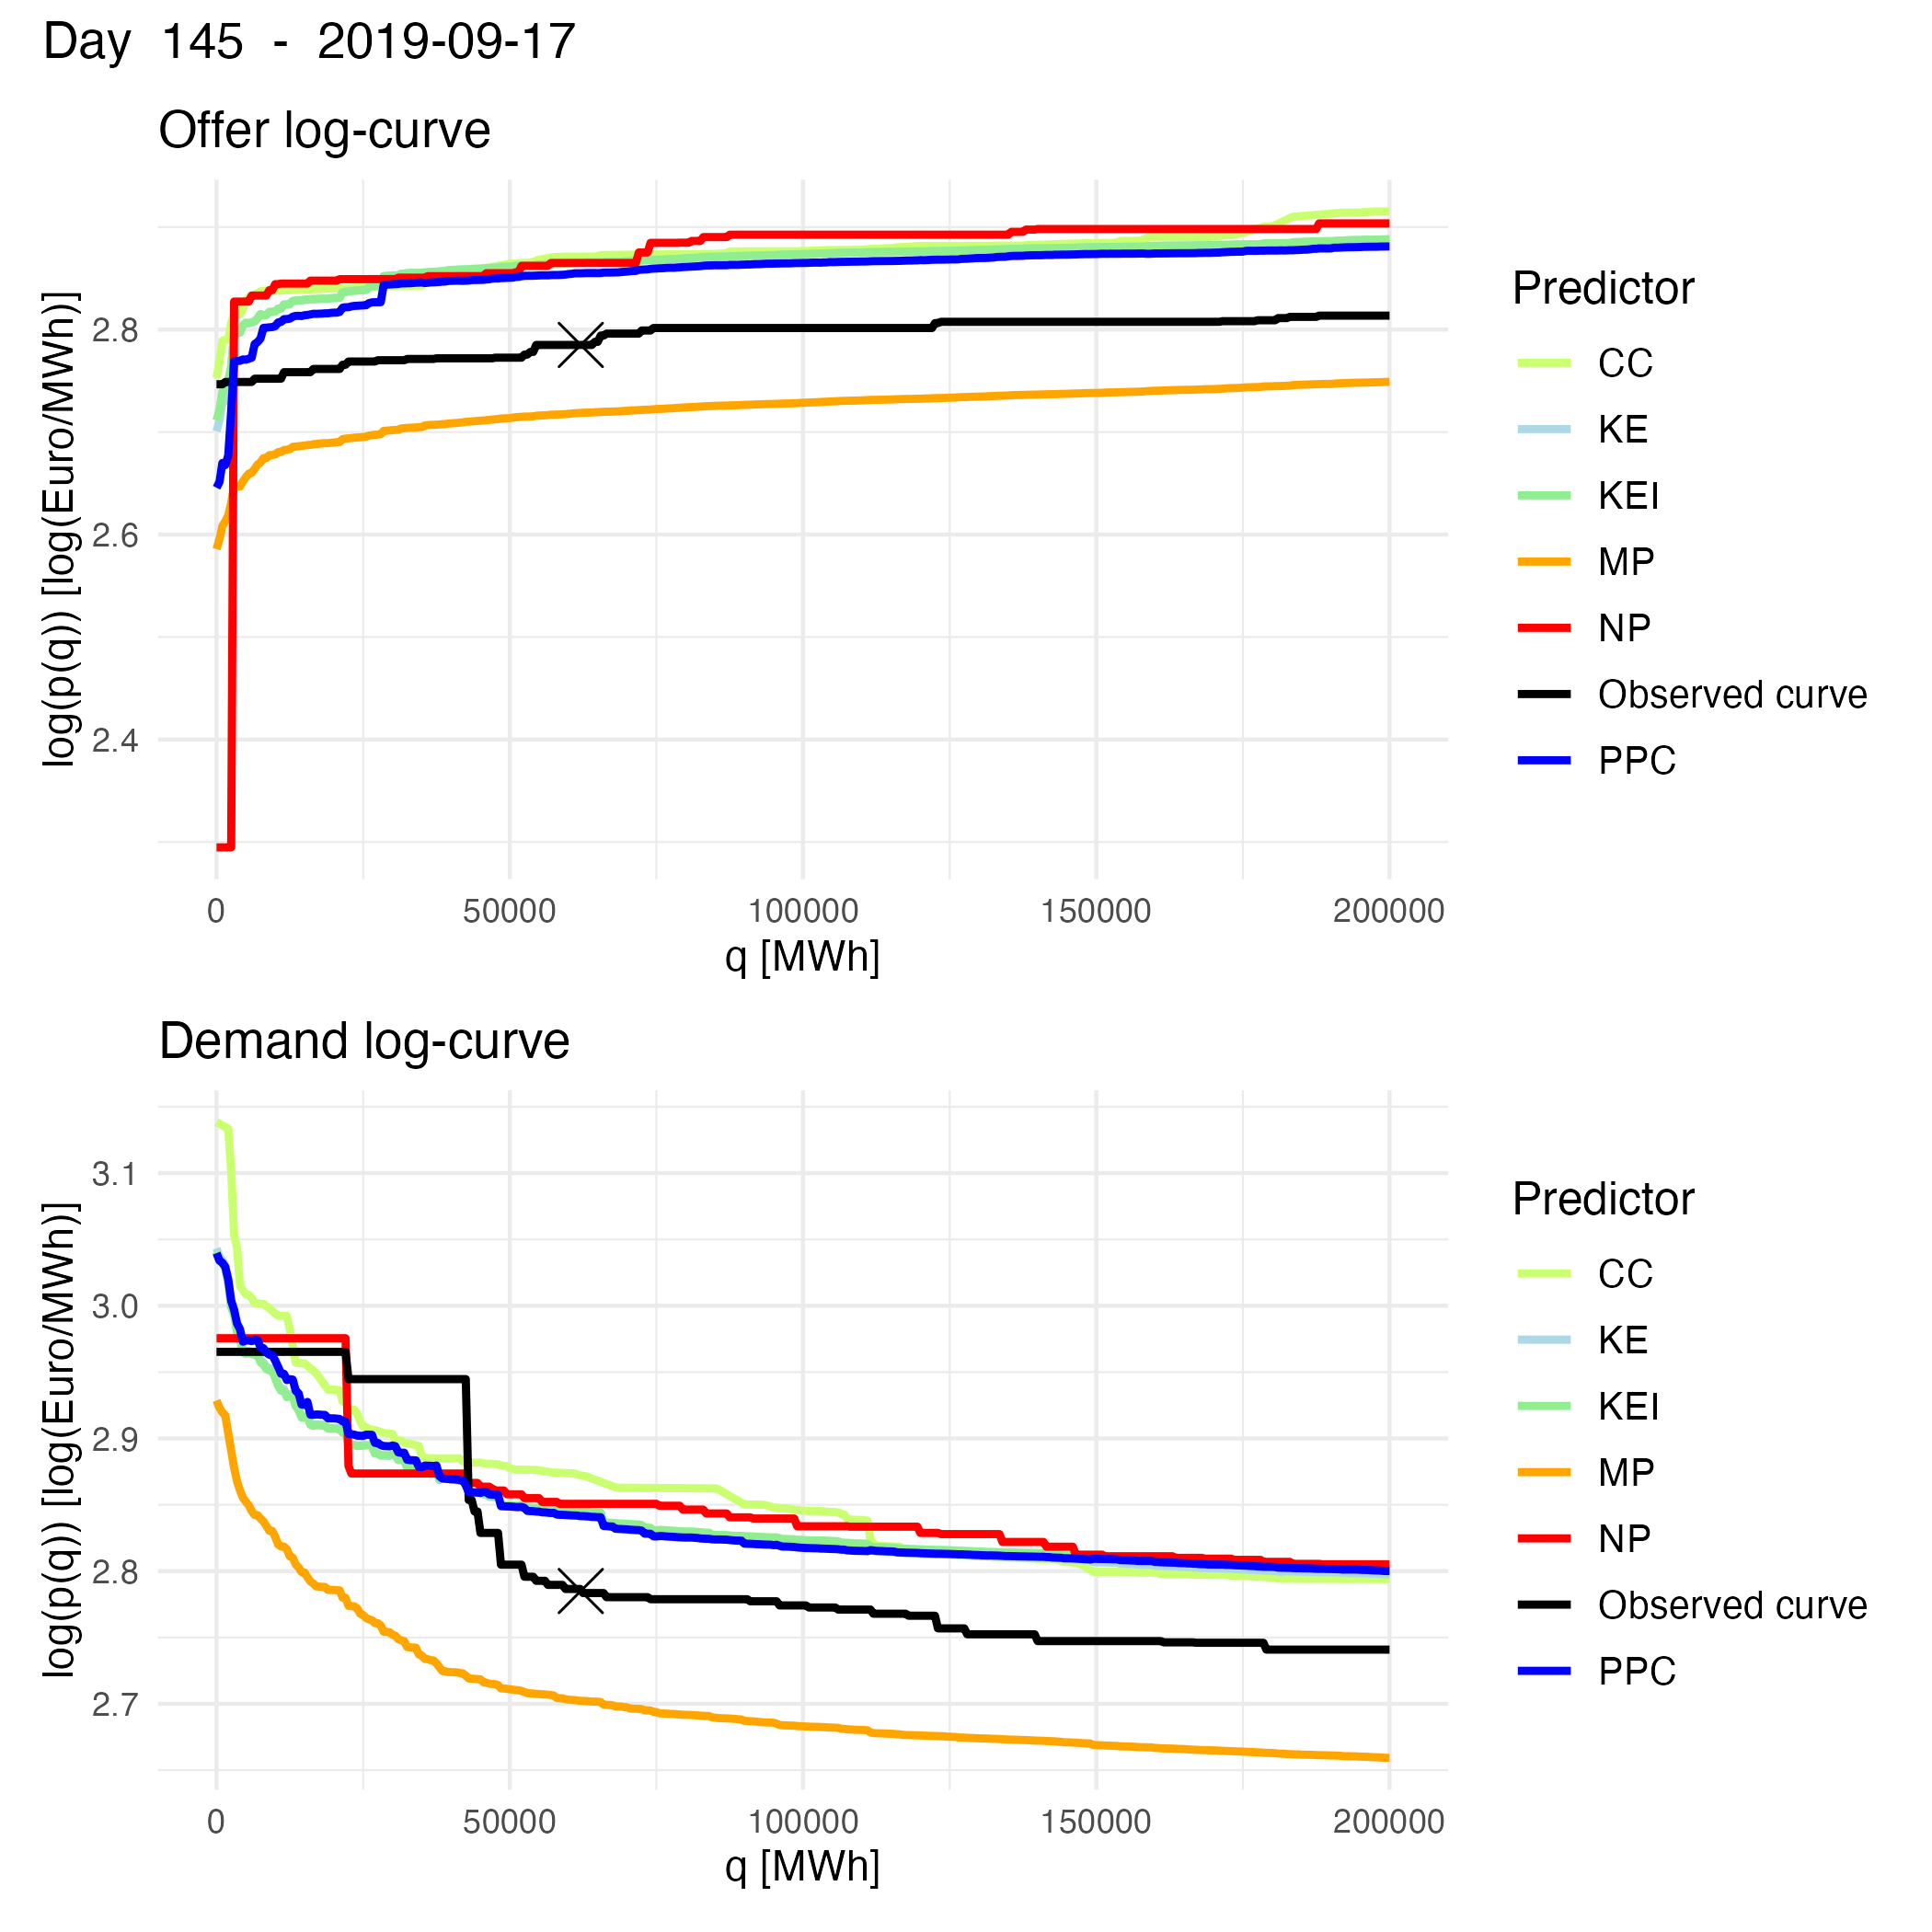 Day 145 - 2019-09-17
Offer log-curve
log(p(q)) [log(Euro/MWh)]
2.8
2.6
2.4
0
50000
100000
150000
200000
q [MWh]
Predictor
CC
KE
KEI
MP
NP
Observed curve
PPC
Demand log-curve
log(p(q)) [log(Euro/MWh)]
3.1
3.0
2.9
2.8
2.7
0
50000
100000
150000
200000
q [MWh]
Predictor
CC
KE
KEI
MP
NP
Observed curve
PPC